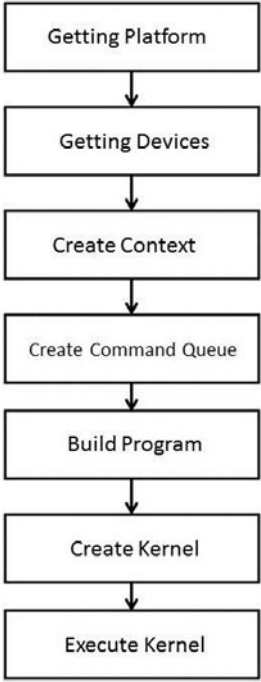 Getting Platform
Getting Devices
Create Context
Create Command Queue
Build Program
Create Kernel
Execute Kernel